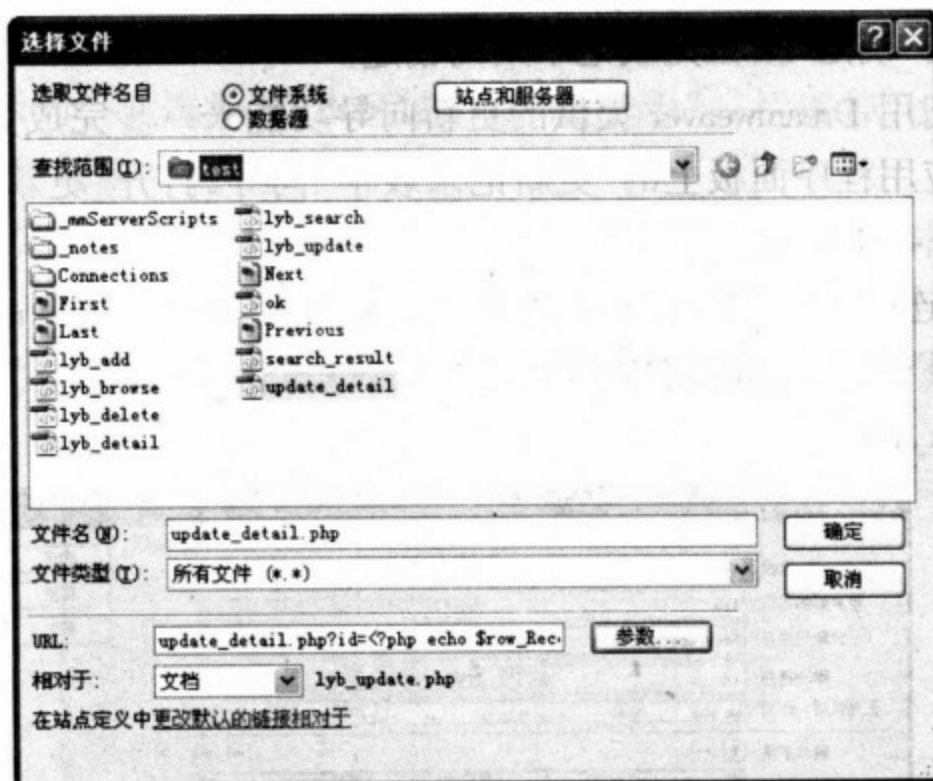 选择文件
选取文件名自 文件系统 站点和服务器...
数据源
查找范围(I): test
_mmServerScripts lyb_search
_notes lyb_update
Connections Next
First ok
Last Previous
lyb_add search_result
lyb_browse update_detail
lyb_delete
lyb_detail
文件名(N): update_detail.php 确定
文件类型(T): 所有文件 (*.*) 取消
URL: update_detail.php?id=<?php echo $row_Rec 参数...
相对于: 文档 lyb_update.php
在站点定义中更改默认的链接相对于